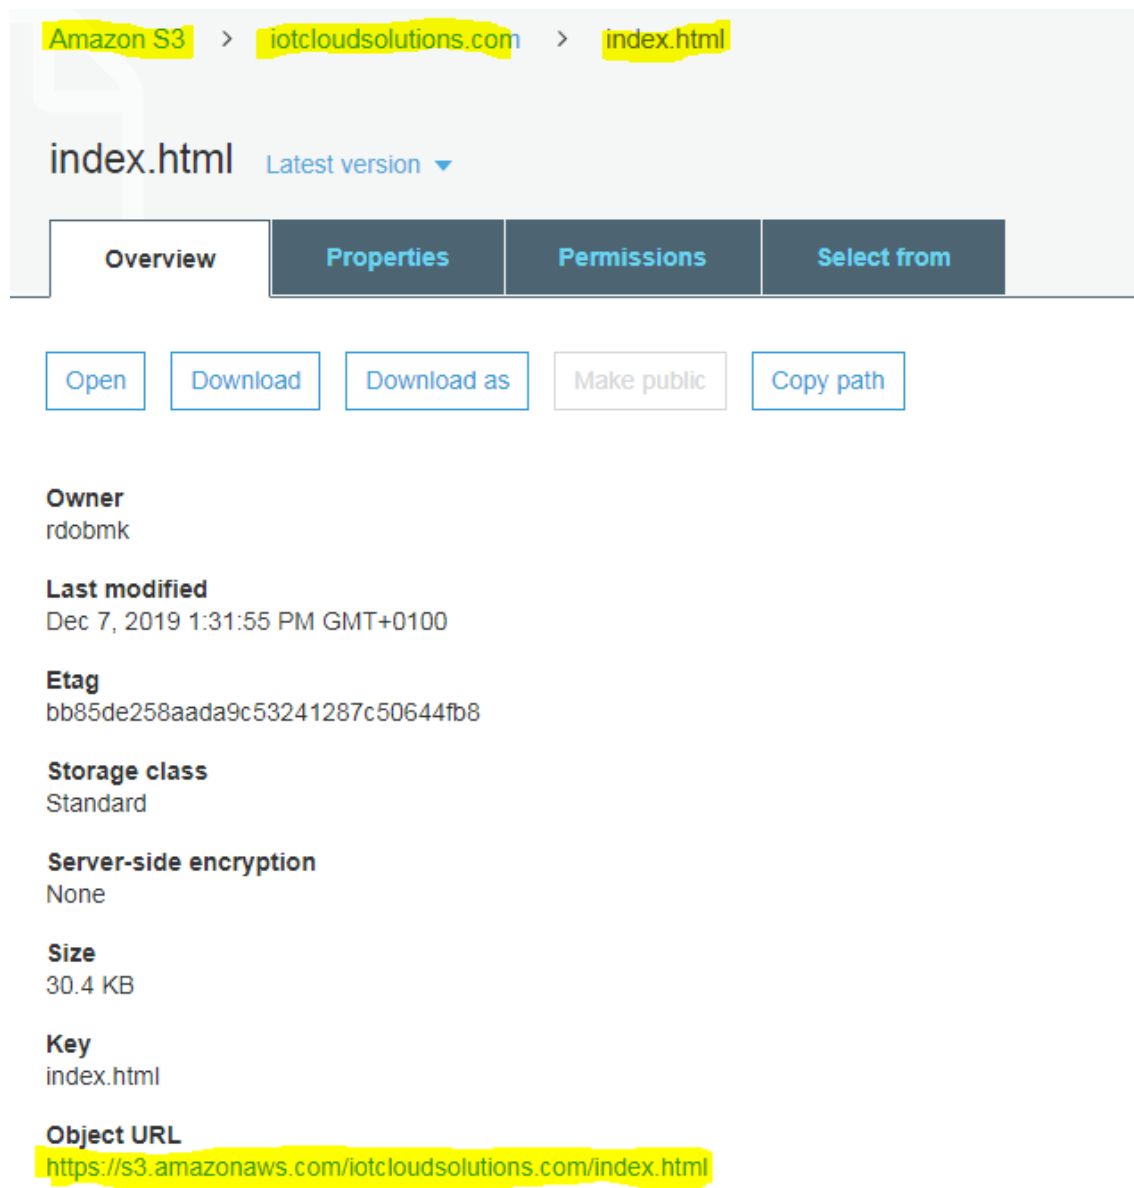 Amazon S3 > iotcloudsolutions.com > index.html
index.html Latest version
Overview Properties Permissions Select from
Open Download Download as Make public Copy path
Owner
rdobmk
Last modified
Dec 7, 2019 1:31:55 PM GMT+0100
Etag
bb85de258aada9c53241287c50644fb8
Storage class
Standard
Server-side encryption
None
Size
30.4 KB
Key
index.html
Object URL
https://s3.amazonaws.com/iotcloudsolutions.com/index.html